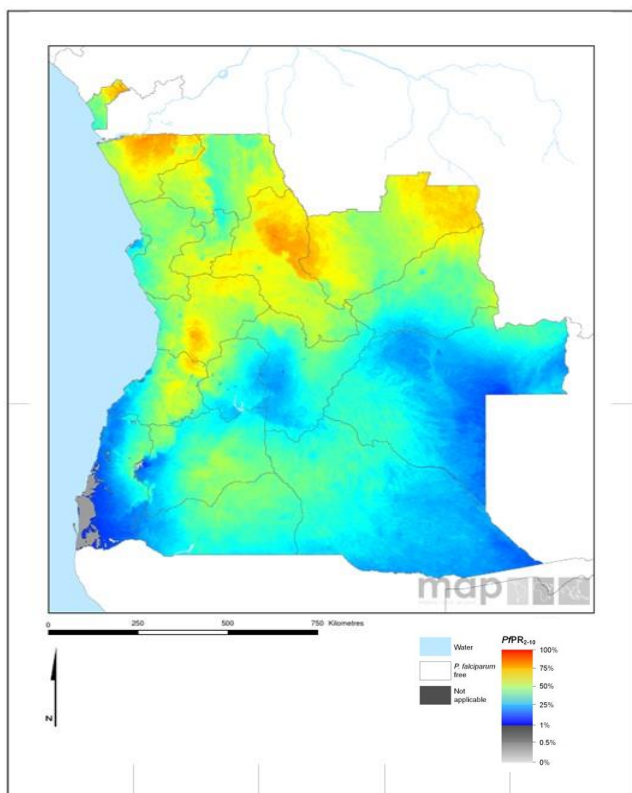 map
0 250 500 750 Kilometres
N
Water
P. falciparum
free
Not
applicable
PfPR2-10
100%
75%
50%
25%
1%
0.5%
0%